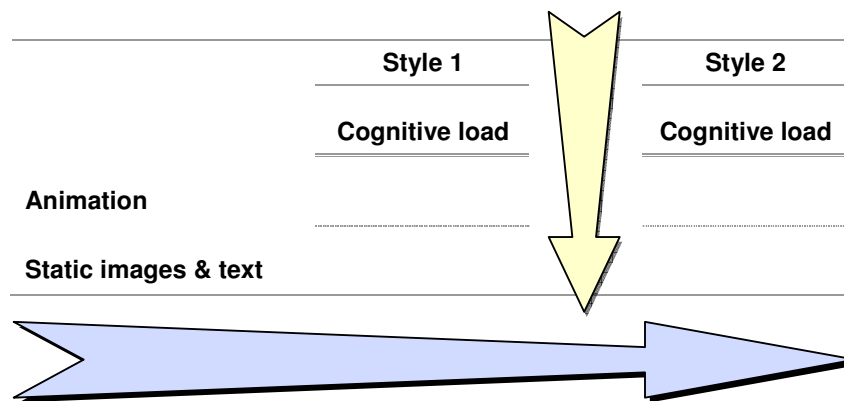 Style 1 Style 2
Cognitive load Cognitive load
Animation
Static images & text